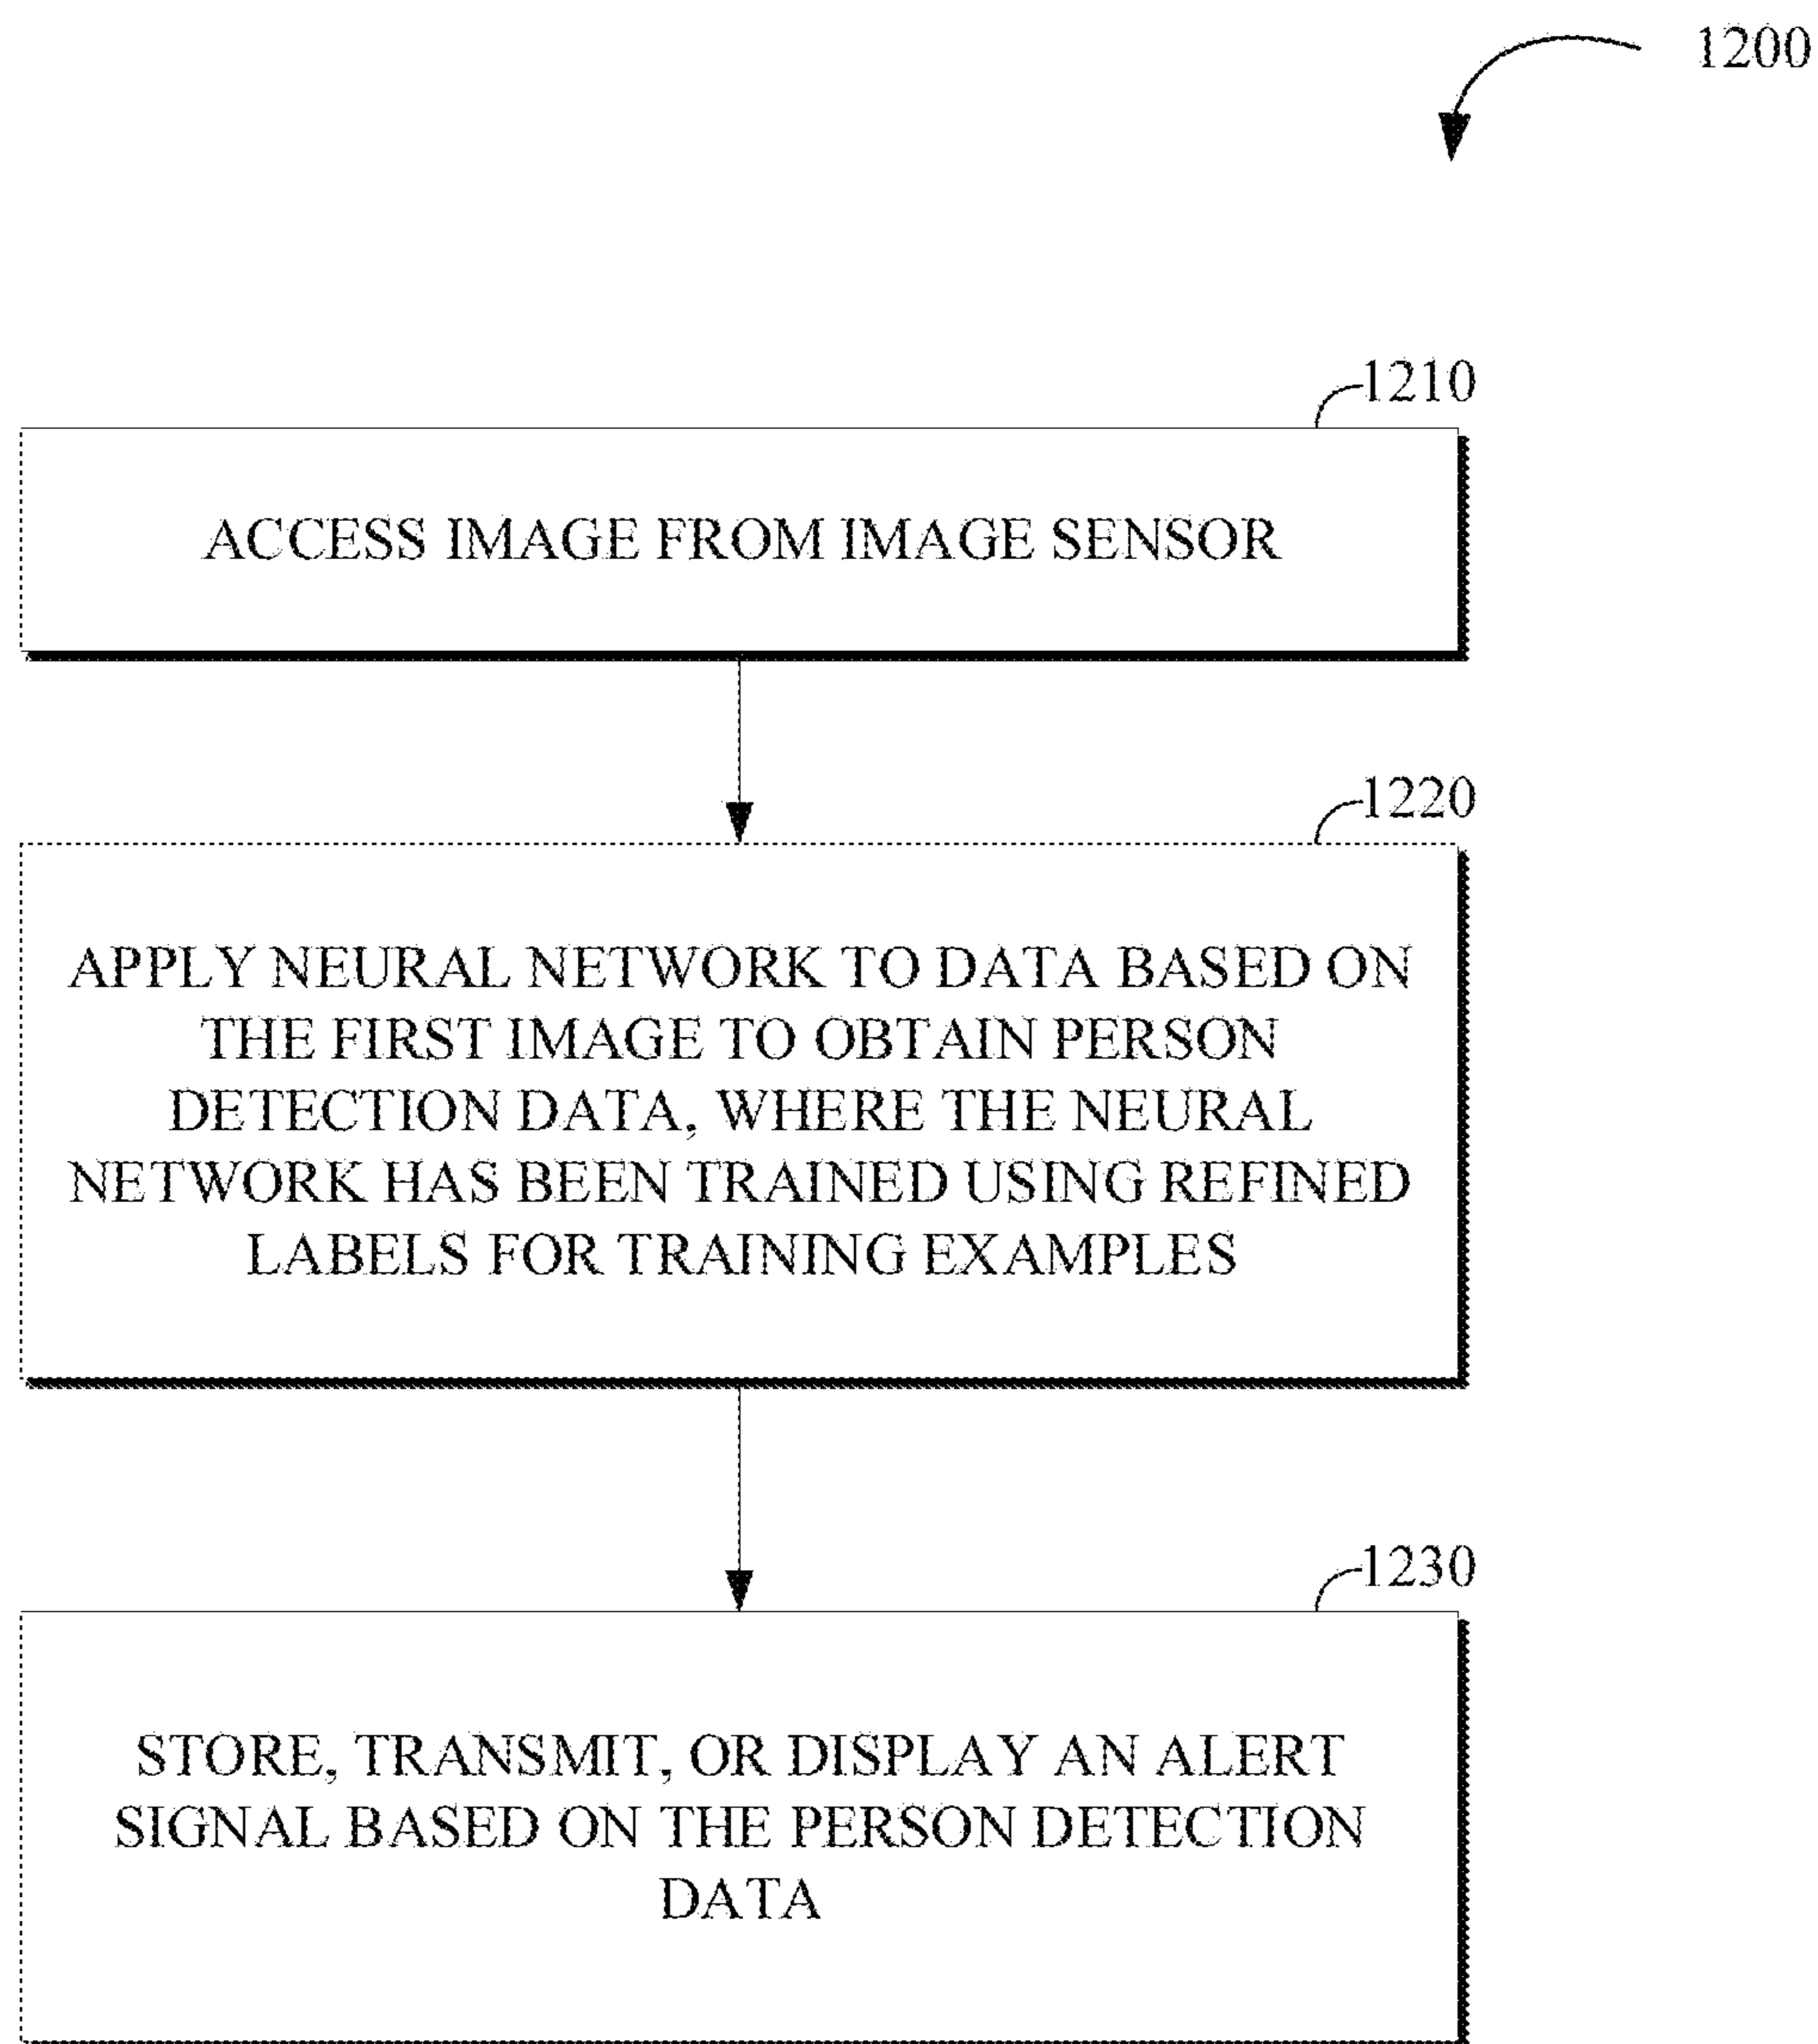 1200
1210
ACCESS IMAGE FROM IMAGE SENSOR
1220
APPLY NEURAL NETWORK TO DATA BASED ON
THE FIRST IMAGE TO OBTAIN PERSON
DETECTION DATA, WHERE THE NEURAL
NETWORK HAS BEEN TRAINED USING REFINED
LABELS FOR TRAINING EXAMPLES
1230
STORE, TRANSMIT, OR DISPLAY AN ALERT
SIGNAL BASED ON THE PERSON DETECTION
DATA